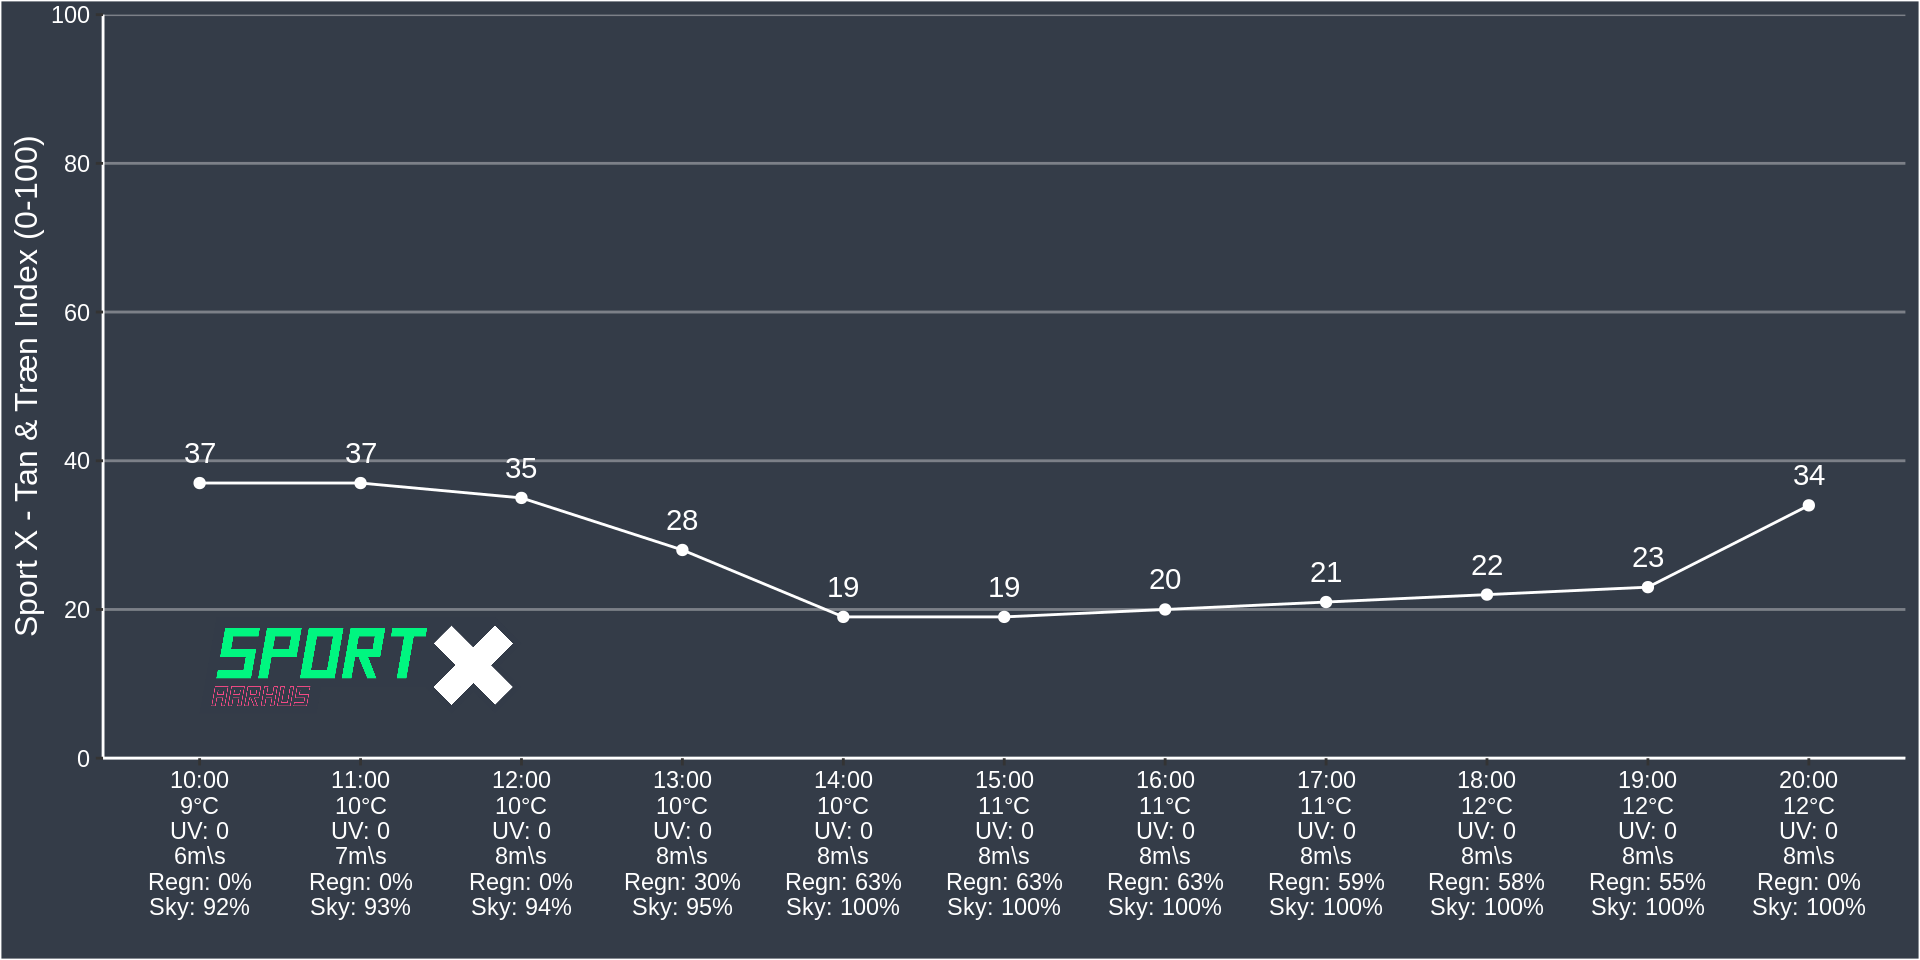 Sport X - Tan & Træn Index (0-100)
100
80
60
40
20
0
37
37
35
28
19
19
20
21
22
23
34
SPORT X
AARHUS
10:00
9°C
UV: 0
6m\s
Regn: 0%
Sky: 92%
11:00
10°C
UV: 0
7m\s
Regn: 0%
Sky: 93%
12:00
10°C
UV: 0
8m\s
Regn: 0%
Sky: 94%
13:00
10°C
UV: 0
8m\s
Regn: 30%
Sky: 95%
14:00
10°C
UV: 0
8m\s
Regn: 63%
Sky: 100%
15:00
11°C
UV: 0
8m\s
Regn: 63%
Sky: 100%
16:00
11°C
UV: 0
8m\s
Regn: 63%
Sky: 100%
17:00
11°C
UV: 0
8m\s
Regn: 59%
Sky: 100%
18:00
12°C
UV: 0
8m\s
Regn: 58%
Sky: 100%
19:00
12°C
UV: 0
8m\s
Regn: 55%
Sky: 100%
20:00
12°C
UV: 0
8m\s
Regn: 0%
Sky: 100%